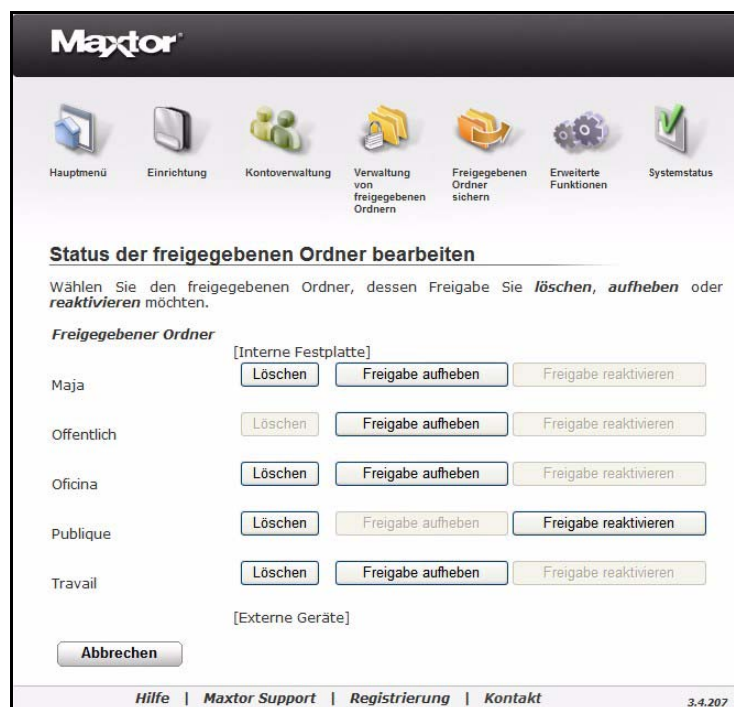 Maxtor
Hauptmenü
Einrichtung
Kontoverwaltung
Verwaltung
von
freigegebenen
Ordnern
Freigegebenen
Ordner
sichern
Erweiterte
Funktionen
Systemstatus
Status der freigegebenen Ordner bearbeiten
Wählen Sie den freigegebenen Ordner, dessen Freigabe Sie löschen, aufheben oder
reaktivieren möchten.
Freigegebener Ordner
[Interne Festplatte]
Maja Löschen Freigabe aufheben Freigabe reaktivieren
Offentlich Löschen Freigabe aufheben Freigabe reaktivieren
Oficina Löschen Freigabe aufheben Freigabe reaktivieren
Publique Löschen Freigabe aufheben Freigabe reaktivieren
Travail Löschen Freigabe aufheben Freigabe reaktivieren
[Externe Geräte]
Abbrechen
Hilfe | Maxtor Support | Registrierung | Kontakt 3.4.207